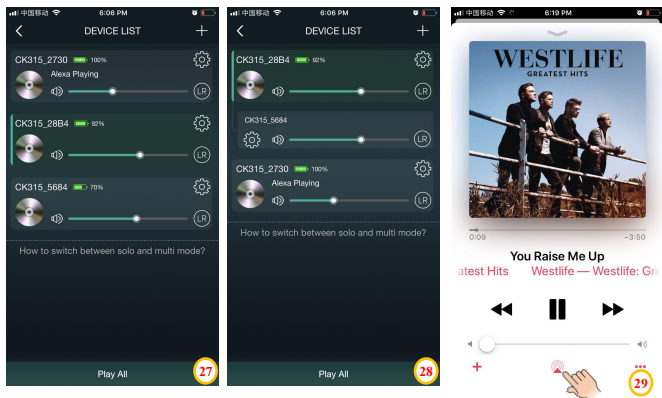 中国移动
6:06 PM
DEVICE LIST
CK315_2730 100%
Alexa Playing
LR
CK315_28B4 92%
LR
CK315_5684 70%
LR
How to switch between solo and multi mode?
Play All
27
中国移动
6:06 PM
DEVICE LIST
CK315_28B4 92%
LR
CK315_5684
LR
CK315_2730 100%
Alexa Playing
LR
How to switch between solo and multi mode?
Play All
28
中国移动
6:19 PM
WESTLIFE
GREATEST HITS
0:09
−3:50
You Raise Me Up
atest Hits Westlife — Westlife: Gre
29